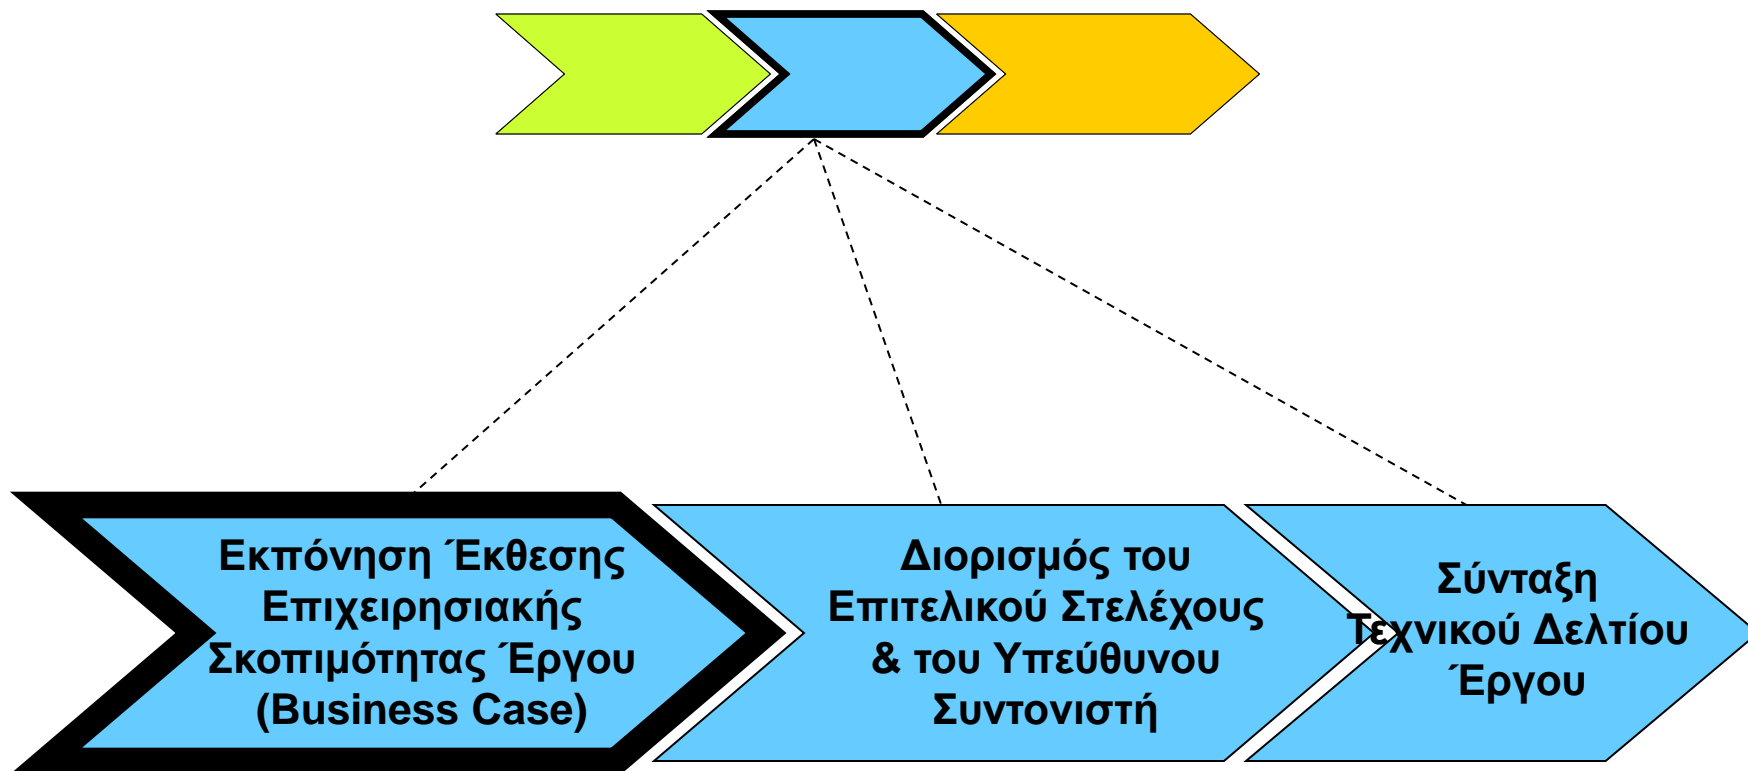 Εκπόνηση Έκθεσης
Επιχειρησιακής
Σκοπιμότητας Έργου
(Business Case)
Διορισμός του
Επιτελικού Στελέχους
& του Υπεύθυνου
Συντονιστή
Σύνταξη
Τεχνικού Δελτίου
Έργου